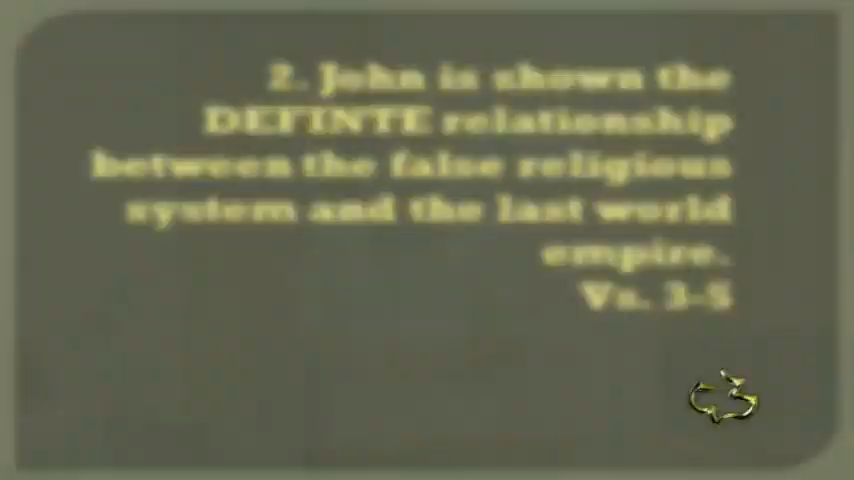 2. John is shown the
DEFINTE relationship
between the false religious
system and the last world
empire.
Vs. 3-5